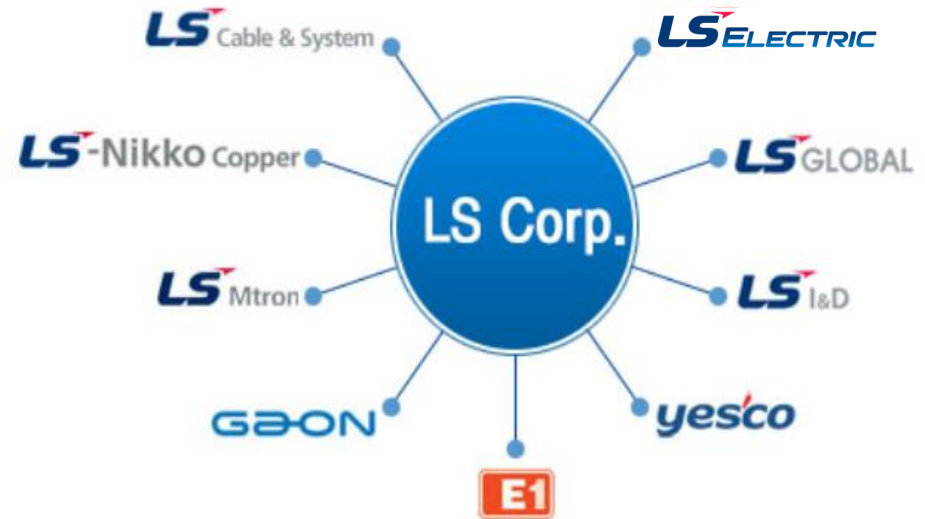 LS Cable & System
LS ELECTRIC
LS-Nikko Copper
LS GLOBAL
LS Corp.
LS Mtron
LS I&D
GAON
yesco
E1